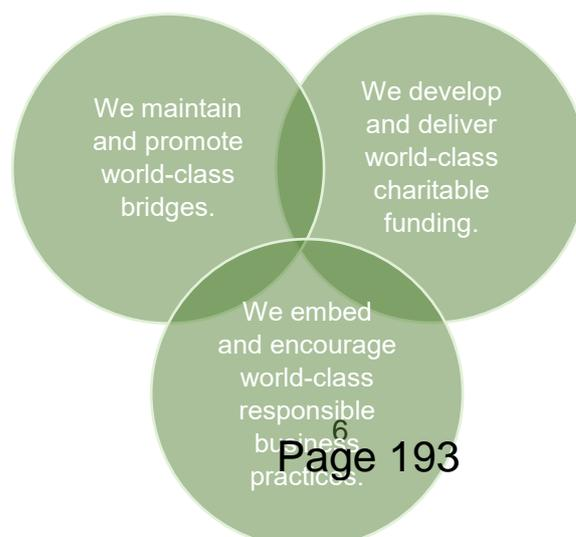 We maintain
and promote
world-class
bridges.
We develop
and deliver
world-class
charitable
funding.
We embed
and encourage
world-class
responsible
business
practices.
6
Page 193